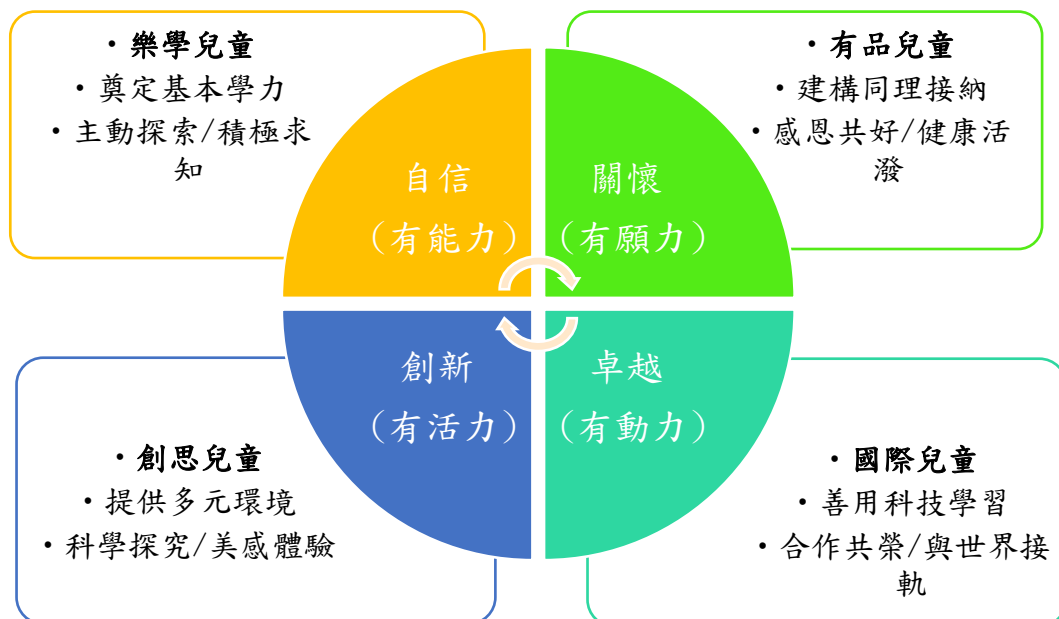 ・樂學兒童
・奠定基本學力
・主動探索/積極求
知
・有品兒童
・建構同理接納
・感恩共好/健康活
潑
自信
（有能力）
關懷
（有願力）
創新
（有活力）
卓越
（有動力）
・創思兒童
・提供多元環境
・科學探究/美感體驗
・國際兒童
・善用科技學習
・合作共榮/與世界接
軌